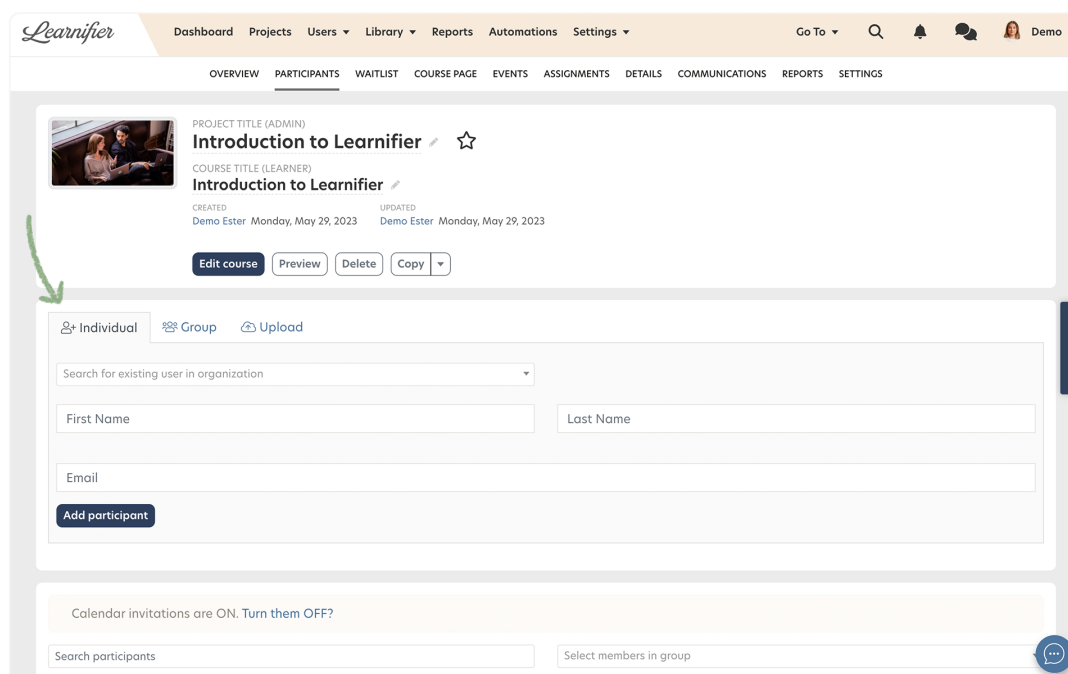 Learnifier Dashboard Projects Users Library Reports Automations Settings Go To Demo
OVERVIEW PARTICIPANTS WAITLIST COURSE PAGE EVENTS ASSIGNMENTS DETAILS COMMUNICATIONS REPORTS SETTINGS
PROJECT TITLE (ADMIN)
Introduction to Learnifier
COURSE TITLE (LEARNER)
Introduction to Learnifier
CREATED UPDATED
Demo Ester Monday, May 29, 2023 Demo Ester Monday, May 29, 2023
Edit course Preview Delete Copy
Individual Group Upload
Search for existing user in organization
First Name Last Name
Email
Add participant
Calendar invitations are ON. Turn them OFF?
Search participants Select members in group